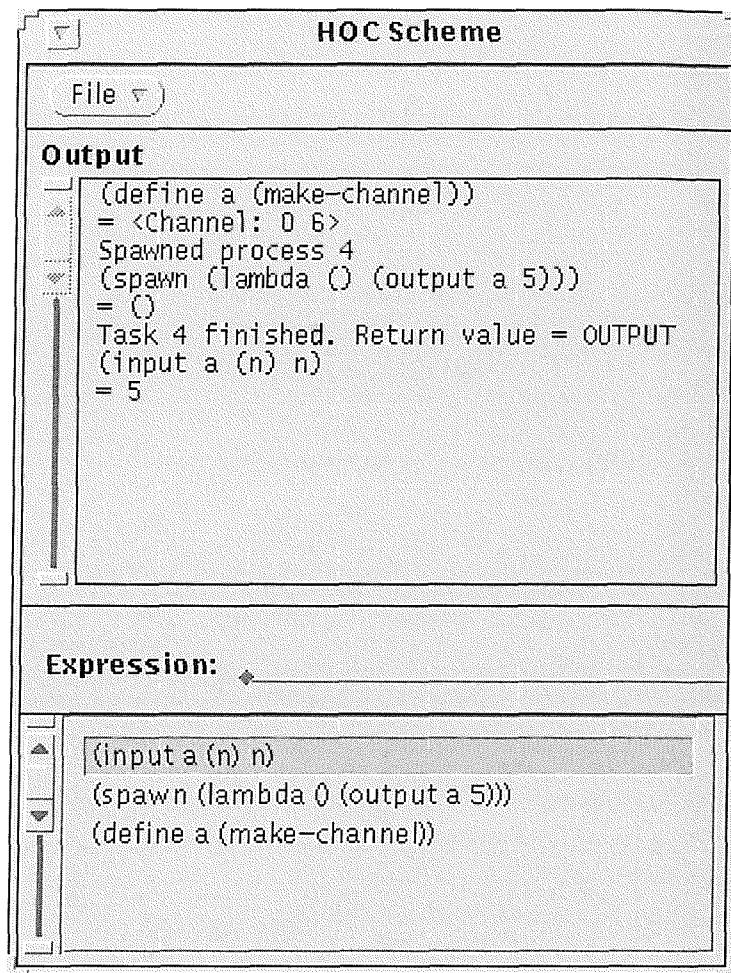 HOC Scheme
File
Output
(define a (make-channel))
= <Channel: 0 6>
Spawned process 4
(spawn (lambda () (output a 5)))
= ()
Task 4 finished. Return value = OUTPUT
(input a (n) n)
= 5
Expression:
(input a (n) n)
(spawn (lambda () (output a 5)))
(define a (make-channel))